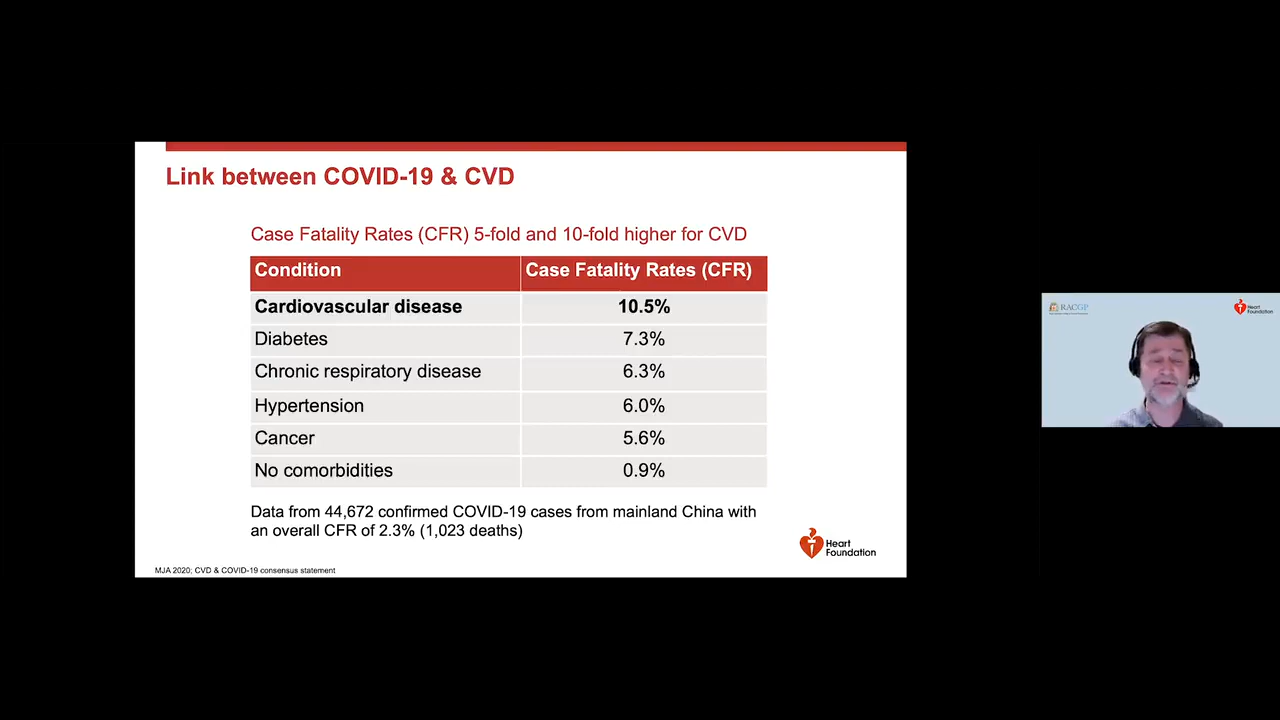 Link between COVID-19 & CVD
Case Fatality Rates (CFR) 5-fold and 10-fold higher for CVD
Condition Case Fatality Rates (CFR)
Cardiovascular disease 10.5%
Diabetes 7.3%
Chronic respiratory disease 6.3%
Hypertension 6.0%
Cancer 5.6%
No comorbidities 0.9%
Data from 44,672 confirmed COVID-19 cases from mainland China with
an overall CFR of 2.3% (1,023 deaths)
Heart
Foundation
MJA 2020; CVD & COVID-19 consensus statement
RACGP
Heart
Foundation